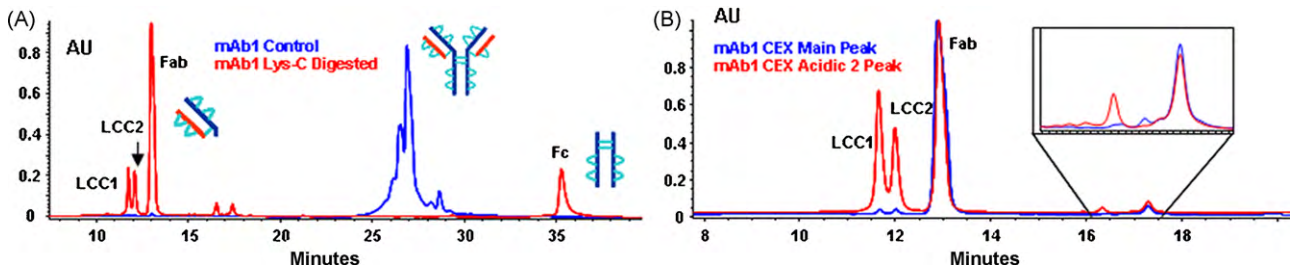 (A)
AU
mAb1 Control
mAb1 Lys-C Digested
Fab
LCC2
LCC1
Fc
0.8
0.6
0.4
0.2
0
10 15 20 25 30 35
Minutes
(B)
AU
mAb1 CEX Main Peak
mAb1 CEX Acidic 2 Peak
Fab
LCC2
LCC1
0.8
0.6
0.4
0.2
0
8 10 12 14 16 18
Minutes